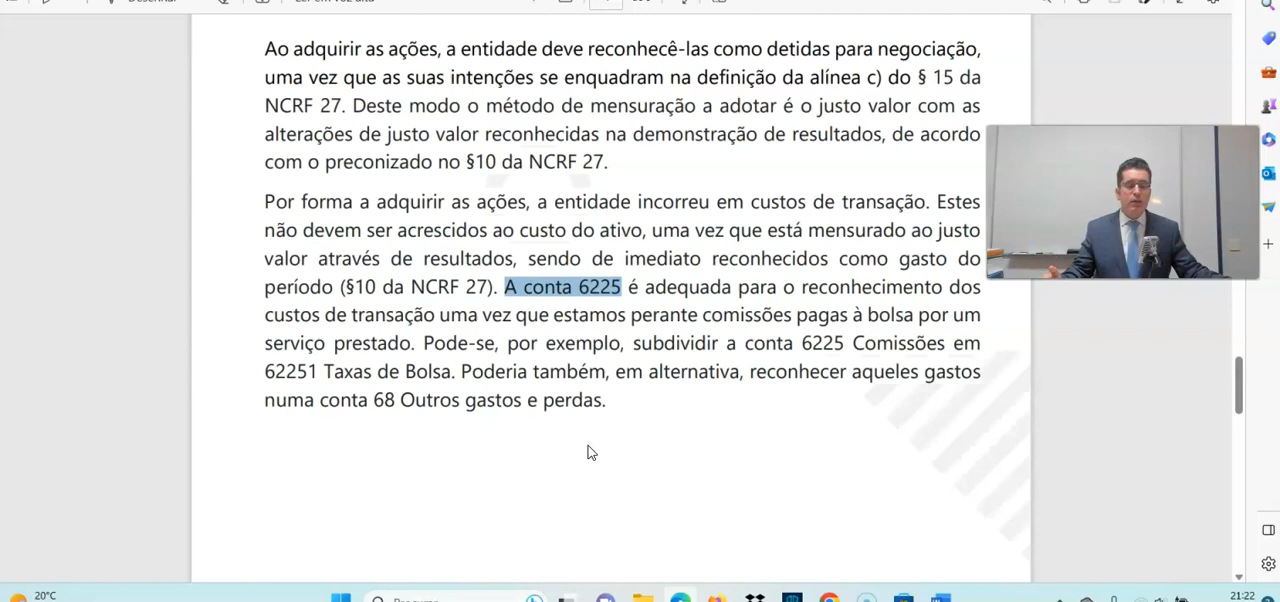 Ao adquirir as ações, a entidade deve reconhecê-las como detidas para negociação,
uma vez que as suas intenções se enquadram na definição da alínea c) do § 15 da
NCRF 27. Deste modo o método de mensuração a adotar é o justo valor com as
alterações de justo valor reconhecidas na demonstração de resultados, de acordo
com o preconizado no §10 da NCRF 27.
Por forma a adquirir as ações, a entidade incorreu em custos de transação. Estes
não devem ser acrescidos ao custo do ativo, uma vez que está mensurado ao justo
valor através de resultados, sendo de imediato reconhecidos como gasto do
período (§10 da NCRF 27). A conta 6225 é adequada para o reconhecimento dos
custos de transação uma vez que estamos perante comissões pagas à bolsa por um
serviço prestado. Pode-se, por exemplo, subdividir a conta 6225 Comissões em
62251 Taxas de Bolsa. Poderia também, em alternativa, reconhecer aqueles gastos
numa conta 68 Outros gastos e perdas.
20°C
21:22